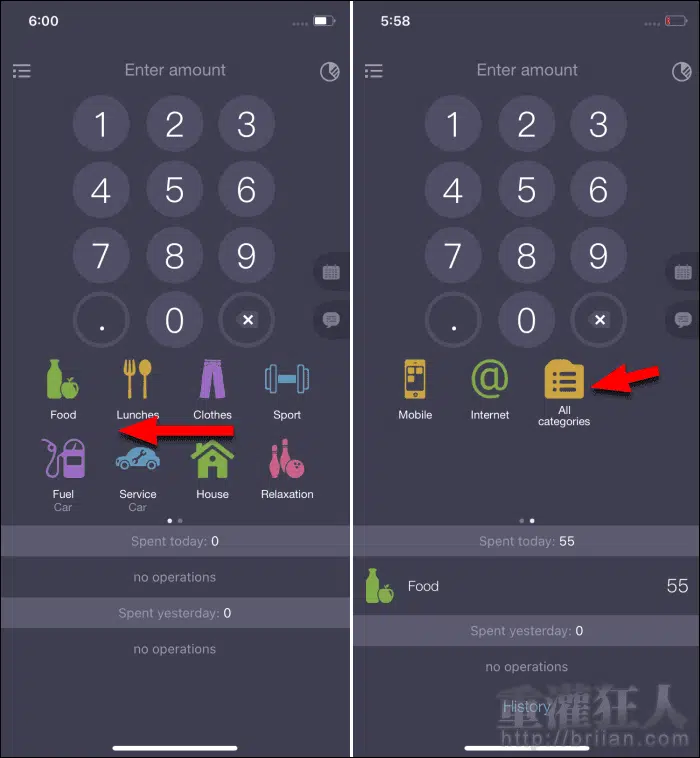 6:00
Enter amount
1 2 3
4 5 6
7 8 9
. 0
Food Lunches Clothes Sport
Fuel Service House Relaxation
Car Car
Spent today: 0
no operations
Spent yesterday: 0
no operations
5:58
Enter amount
1 2 3
4 5 6
7 8 9
. 0
Mobile Internet All
categories
Spent today: 55
Food 55
Spent yesterday: 0
no operations
History
重灌狂人
http://briian.com